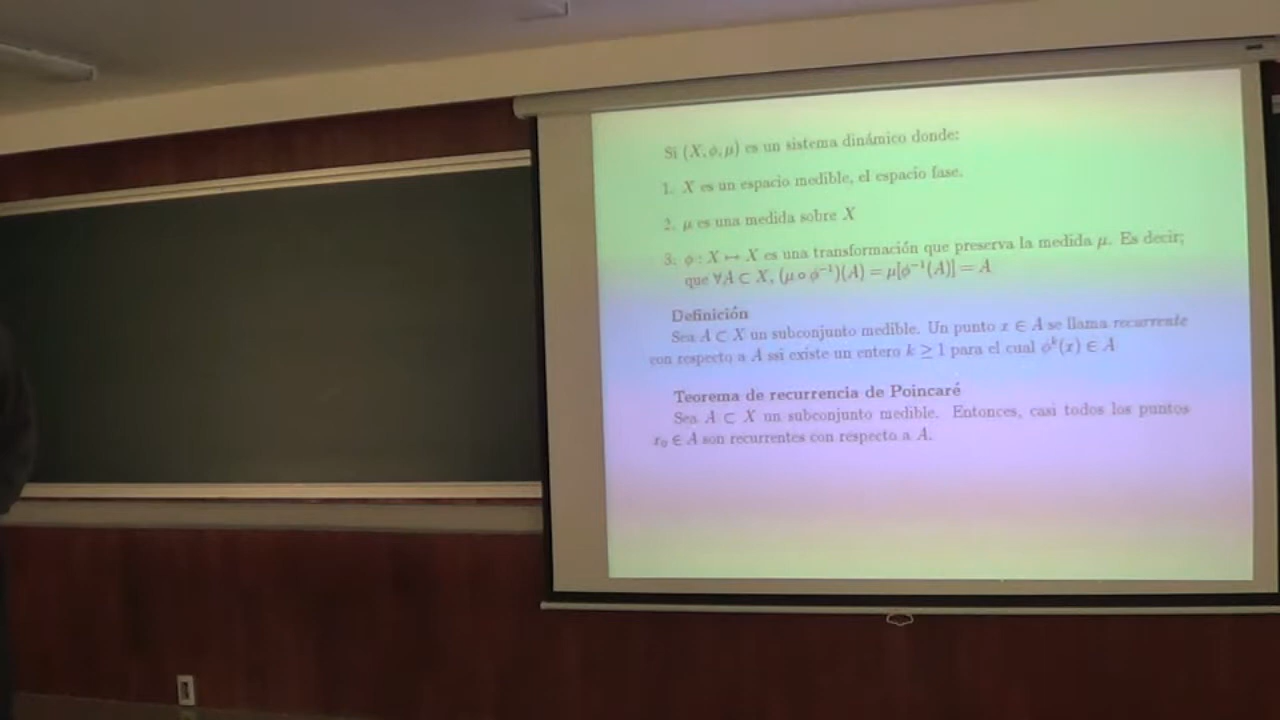 Si (X, ϕ, μ) es un sistema dinámico donde:
1. X es un espacio medible, el espacio fase.
2. μ es una medida sobre X
3. ϕ : X ↦ X es una transformación que preserva la medida μ. Es decir;
que ∀A ⊂ X, (μ ∘ ϕ⁻¹)(A) = μ[ϕ⁻¹(A)] = A
Definición
Sea A ⊂ X un subconjunto medible. Un punto x ∈ A se llama recurrente
con respecto a A ssi existe un entero k ≥ 1 para el cual ϕᵏ(x) ∈ A
Teorema de recurrencia de Poincaré
Sea A ⊂ X un subconjunto medible. Entonces, casi todos los puntos
x₀ ∈ A son recurrentes con respecto a A.